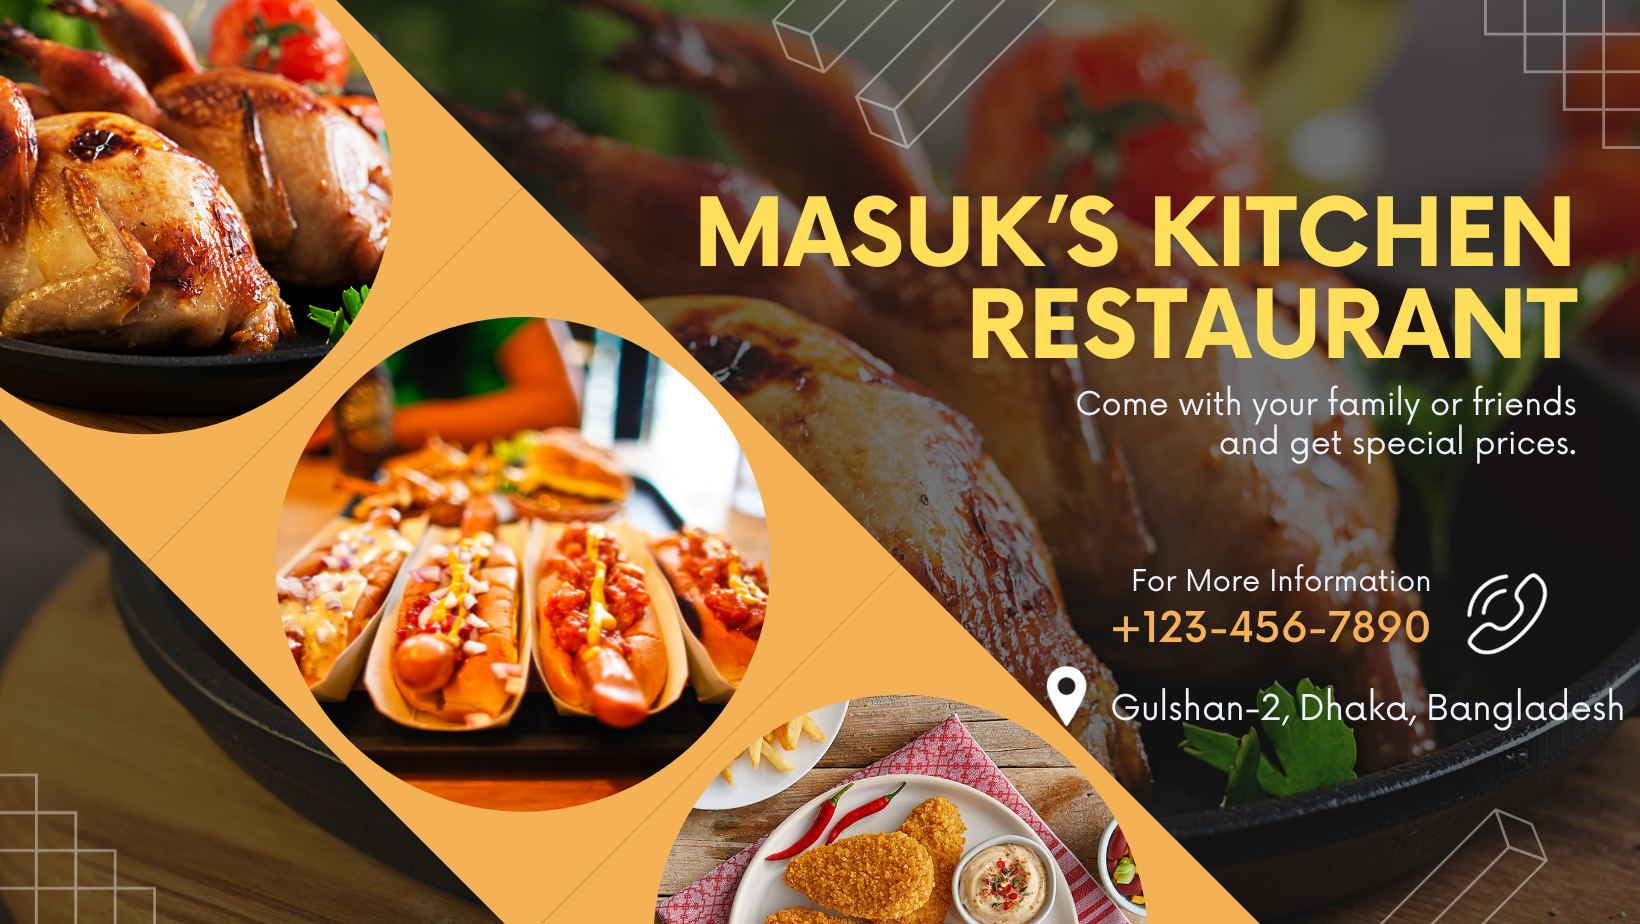 MASUK’S KITCHEN
RESTAURANT
Come with your family or friends
and get special prices.
For More Information
+123-456-7890
Gulshan-2, Dhaka, Bangladesh